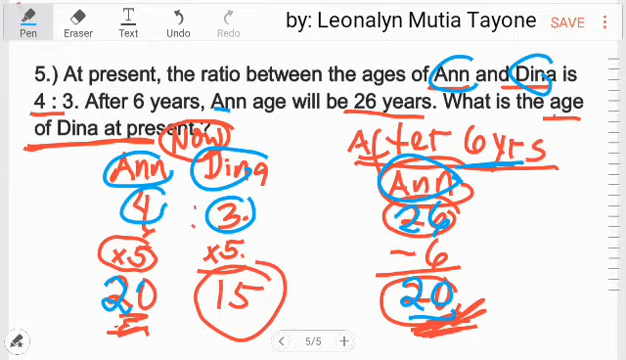 by: Leonalyn Mutia Tayone
SAVE
Pen Eraser Text Undo Redo
5.) At present, the ratio between the ages of Ann and Dina is
4 : 3. After 6 years, Ann age will be 26 years. What is the age
of Dina at present ?
Now
After 6 yrs
Ann Dina
Ann
4 : 3.
26
x5 x5.
- 6
20 15
20
5/5